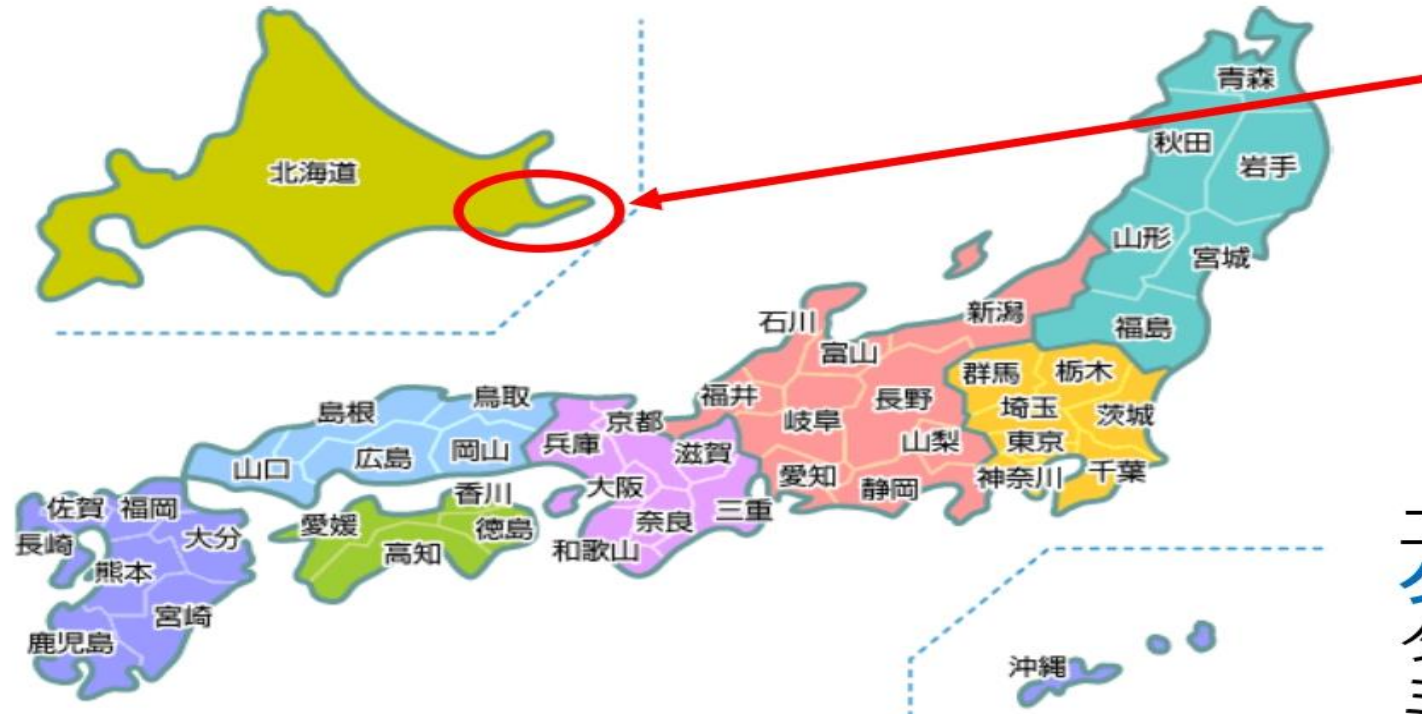 青森
北海道
秋田
岩手
山形
宮城
新潟
石川
福島
富山
群馬
栃木
福井
長野
鳥取
島根
埼玉
茨城
京都
岐阜
東京
山梨
兵庫
岡山
滋賀
広島
山口
千葉
愛知
神奈川
静岡
大阪
香川
佐賀
福岡
三重
奈良
愛媛
徳島
大分
長崎
和歌山
高知
熊本
宮崎
鹿児島
沖縄